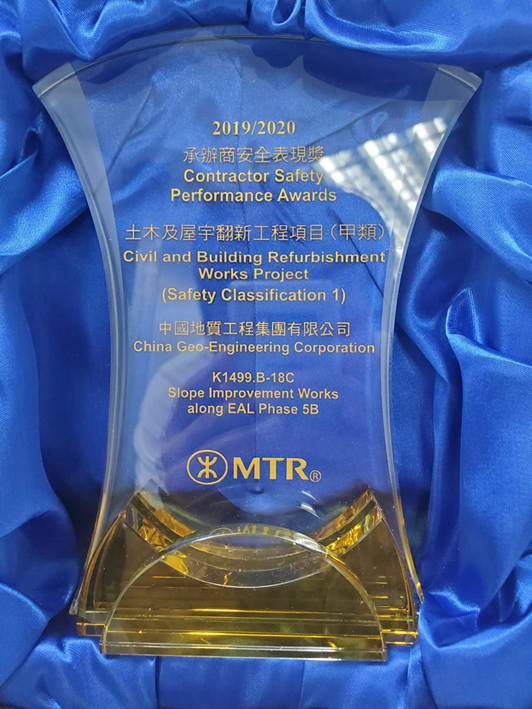 2019/2020
承辦商安全表現獎
Contractor Safety
Performance Awards
土木及屋宇翻新工程項目(甲類)
Civil and Building Refurbishment
Works Project
(Safety Classification 1)
中國地質工程集團有限公司
China Geo-Engineering Corporation
K1499.B-18C
Slope Improvement Works
along EAL Phase 5B
MTR®